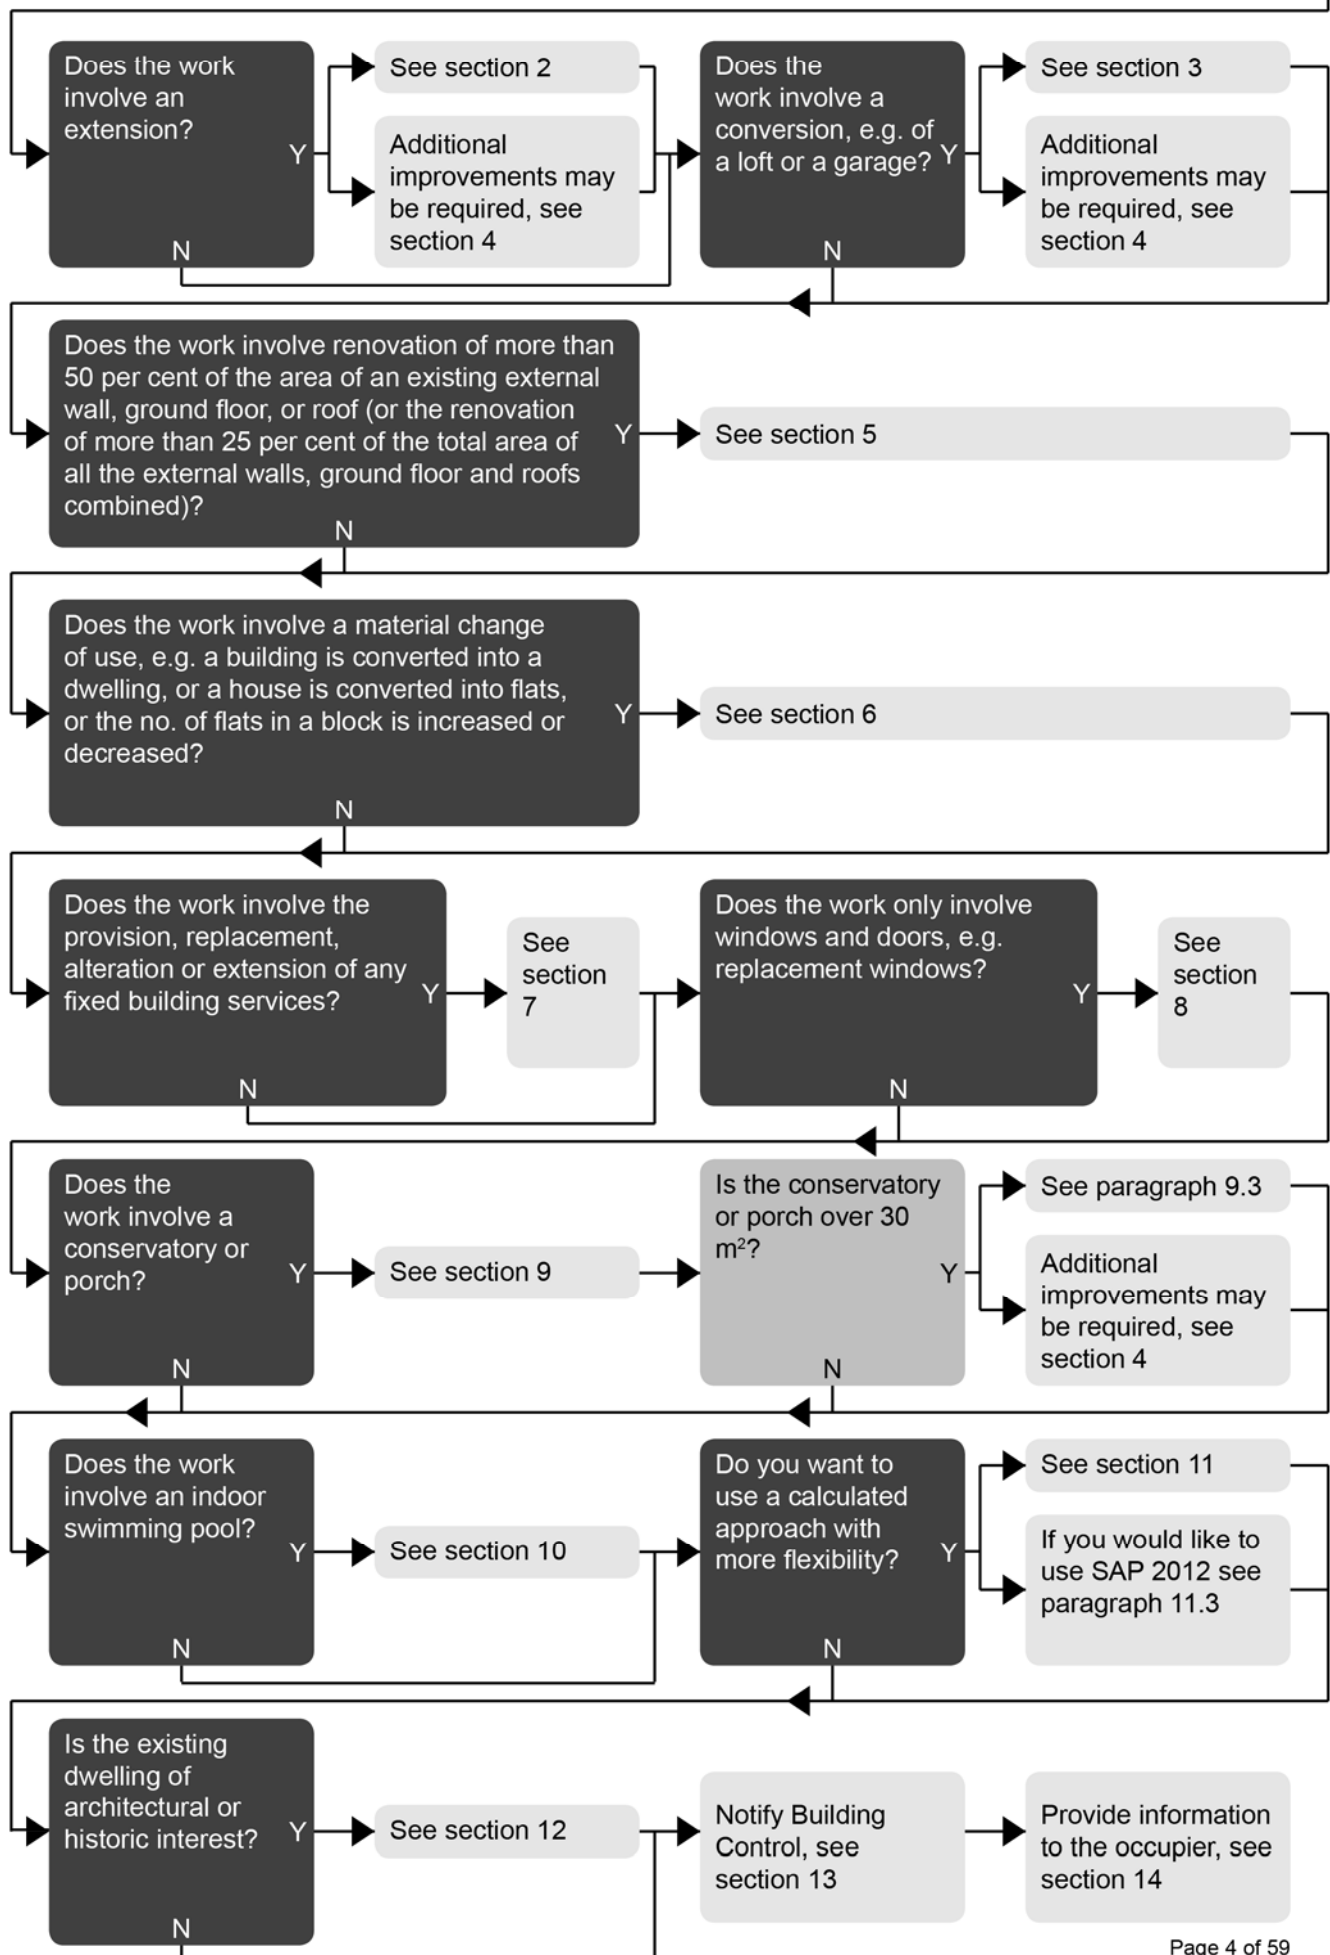 Does the work
involve an
extension?
Y
N
See section 2
Additional
improvements may
be required, see
section 4
Does the
work involve a
conversion, e.g. of
a loft or a garage?
Y
N
See section 3
Additional
improvements may
be required, see
section 4
Does the work involve renovation of more than
50 per cent of the area of an existing external
wall, ground floor, or roof (or the renovation
of more than 25 per cent of the total area of
all the external walls, ground floor and roofs
combined)?
Y
N
See section 5
Does the work involve a material change
of use, e.g. a building is converted into a
dwelling, or a house is converted into flats,
or the no. of flats in a block is increased or
decreased?
Y
N
See section 6
Does the work involve the
provision, replacement,
alteration or extension of any
fixed building services?
Y
N
See
section
7
Does the work only involve
windows and doors, e.g.
replacement windows?
Y
N
See
section
8
Does the
work involve a
conservatory or
porch?
Y
N
See section 9
Is the conservatory
or porch over 30
m²?
Y
N
See paragraph 9.3
Additional
improvements may
be required, see
section 4
Does the work
involve an indoor
swimming pool?
Y
N
See section 10
Do you want to
use a calculated
approach with
more flexibility?
Y
N
See section 11
If you would like to
use SAP 2012 see
paragraph 11.3
Is the existing
dwelling of
architectural or
historic interest?
Y
N
See section 12
Notify Building
Control, see
section 13
Provide information
to the occupier, see
section 14
Page 4 of 59